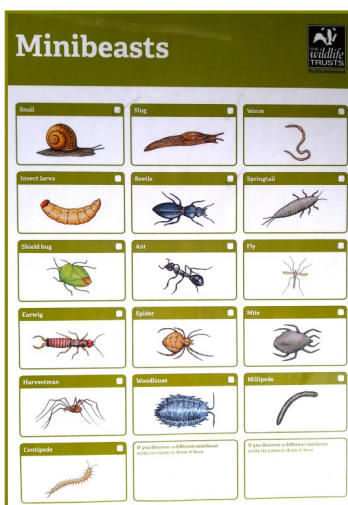 Minibeasts
THE
wildlife
TRUSTS
Northumberland
Snail
Slug
Worm
Insect larva
Beetle
Springtail
Shield bug
Ant
Fly
Earwig
Spider
Mite
Harvestman
Woodlouse
Millipede
Centipede
If you discover a different minibeast
write its name or draw it here
If you discover a different minibeast
write its name or draw it here